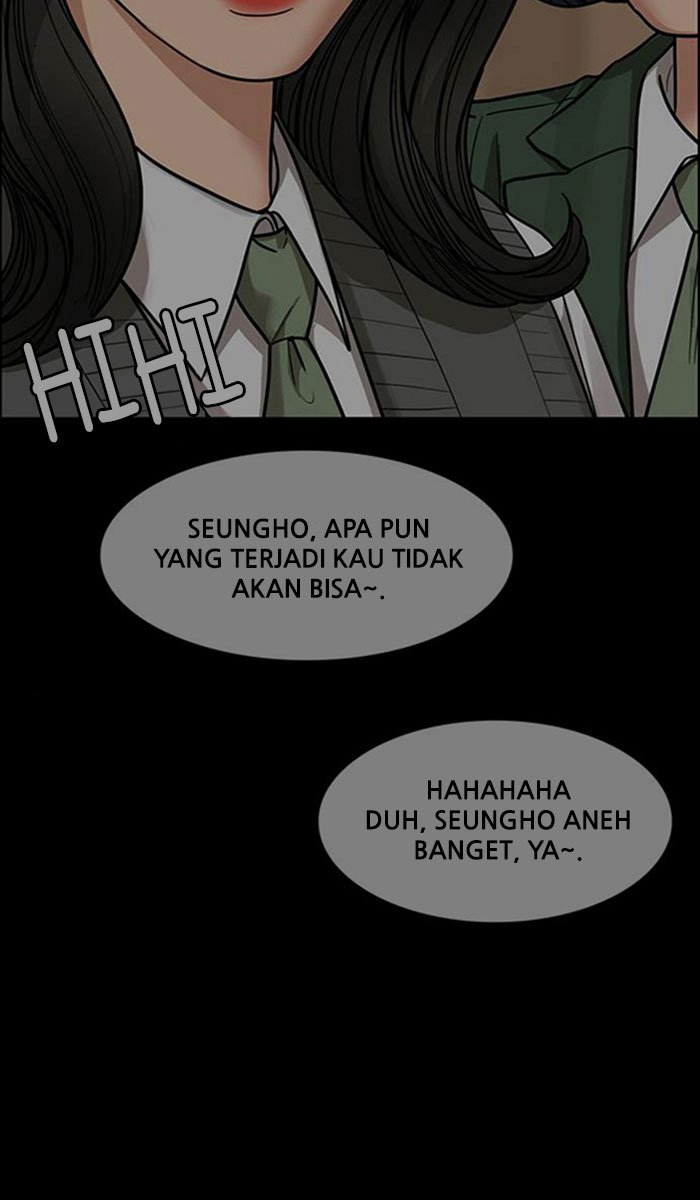 HIHI
SEUNGHO, APA PUN
YANG TERJADI KAU TIDAK
AKAN BISA~.
HAHAHAHA
DUH, SEUNGHO ANEH
BANGET, YA~.